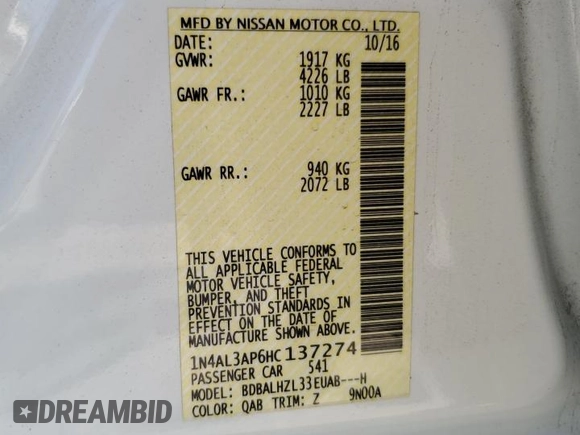 MFD BY NISSAN MOTOR CO., LTD.
DATE: 10/16
GVWR: 1917 KG
4226 LB
GAWR FR.: 1010 KG
2227 LB
GAWR RR.: 940 KG
2072 LB
THIS VEHICLE CONFORMS TO
ALL APPLICABLE FEDERAL
MOTOR VEHICLE SAFETY,
BUMPER, AND THEFT
PREVENTION STANDARDS IN
EFFECT ON THE DATE OF
MANUFACTURE SHOWN ABOVE.
1N4AL3AP6HC 137274
PASSENGER CAR 541
MODEL: BDBALHZL33EUAB---H
COLOR: QAB TRIM: Z 9N00A
DREAMBID